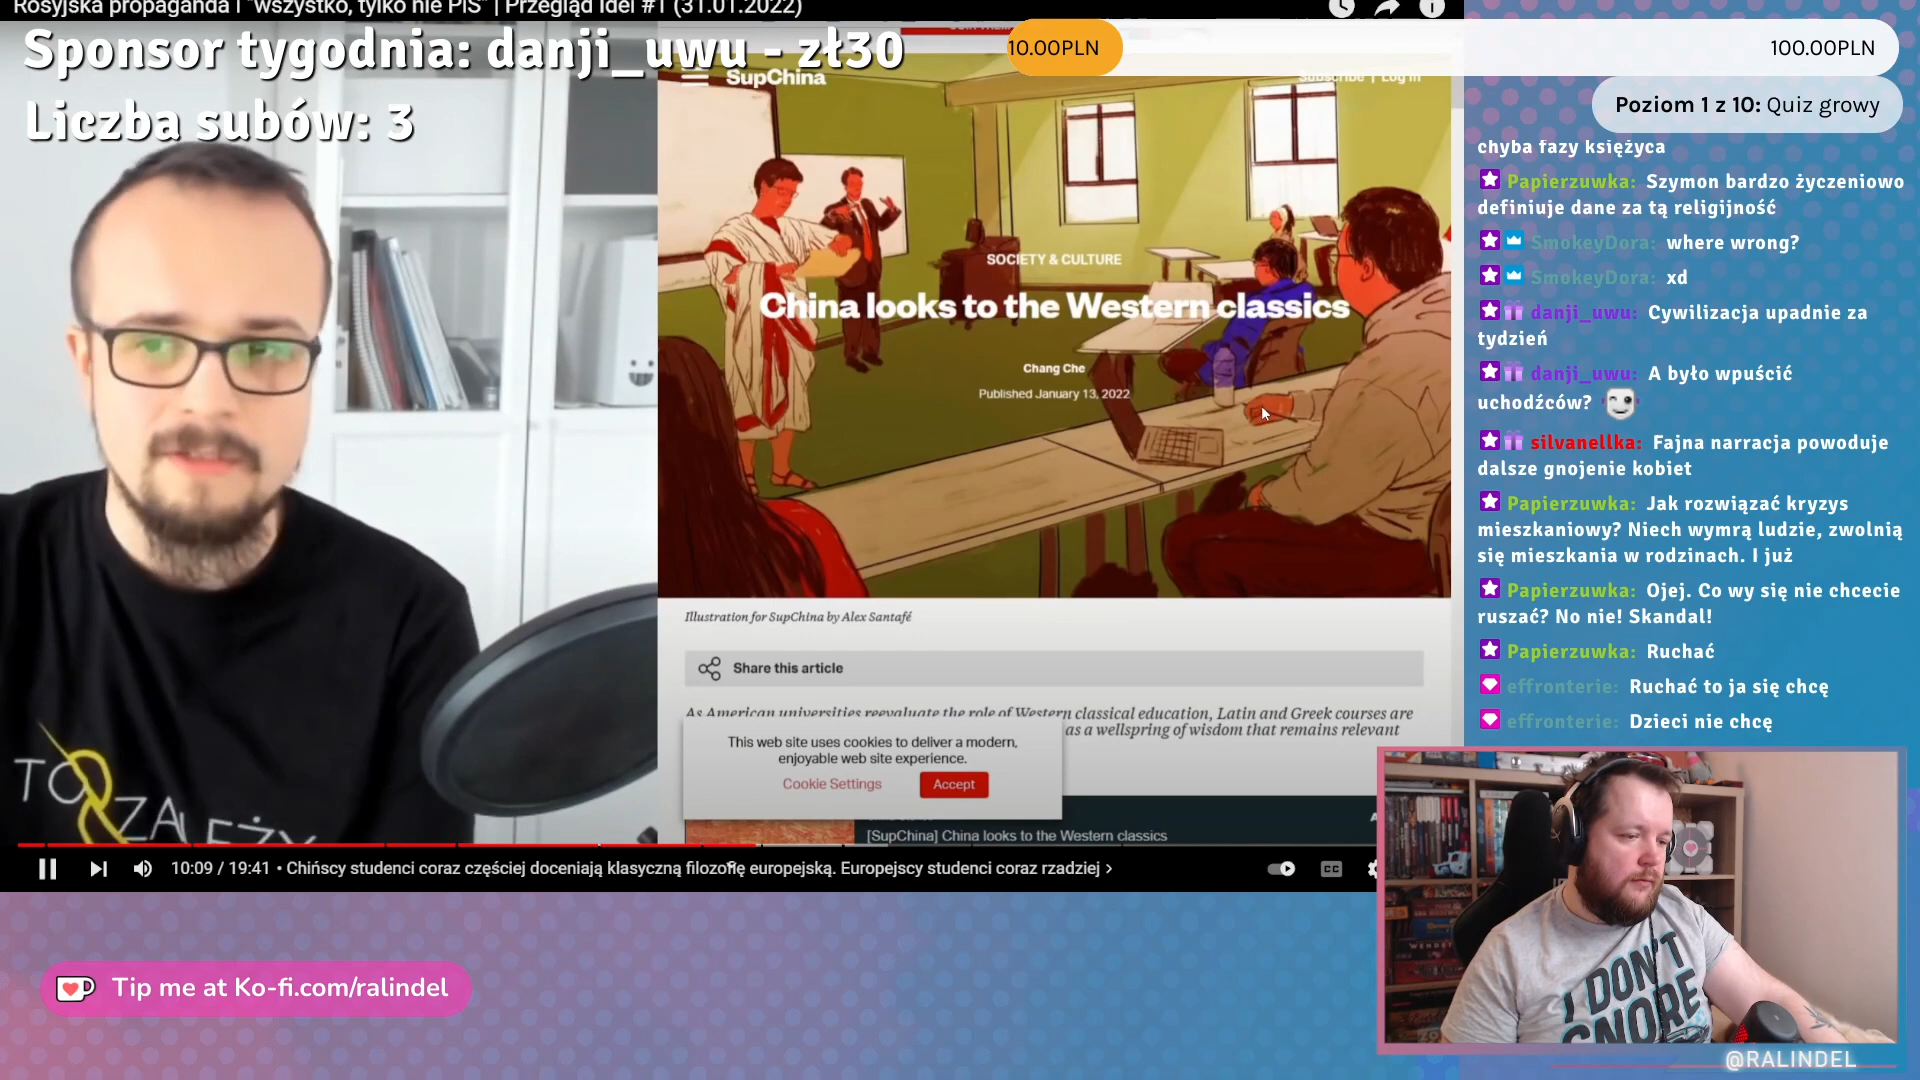 Rosyjska propaganda i "wszystko, tylko nie PiS" | Przegląd Idei #1 (31.01.2022)
Sponsor tygodnia: danji_uwu - zł30
Liczba subów: 3
10.00PLN
100.00PLN
Poziom 1 z 10: Quiz growy
SupChina
Subscribe | Log in
SOCIETY & CULTURE
China looks to the Western classics
Chang Che
Published January 13, 2022
Illustration for SupChina by Alex Santafé
Share this article
As American universities reevaluate the role of Western classical education, Latin and Greek courses are
as a wellspring of wisdom that remains relevant
This web site uses cookies to deliver a modern,
enjoyable web site experience.
Cookie Settings
Accept
[SupChina] China looks to the Western classics
TO
ZALEŻY
10:09 / 19:41 • Chińscy studenci coraz częściej doceniają klasyczną filozofię europejską. Europejscy studenci coraz rzadziej >
CC
chyba fazy księżyca
Papierzuwka: Szymon bardzo życzeniowo
definiuje dane za tą religijność
SmokeyDora: where wrong?
SmokeyDora: xd
danji_uwu: Cywilizacja upadnie za
tydzień
danji_uwu: A było wpuścić
uchodźców?
silvanellka: Fajna narracja powoduje
dalsze gnojenie kobiet
Papierzuwka: Jak rozwiązać kryzys
mieszkaniowy? Niech wymrą ludzie, zwolnią
się mieszkania w rodzinach. I już
Papierzuwka: Ojej. Co wy się nie chcecie
ruszać? No nie! Skandal!
Papierzuwka: Ruchać
effronterie: Ruchać to ja się chcę
effronterie: Dzieci nie chcę
I DON'T
GNORE
@RALINDEL
Tip me at Ko-fi.com/ralindel